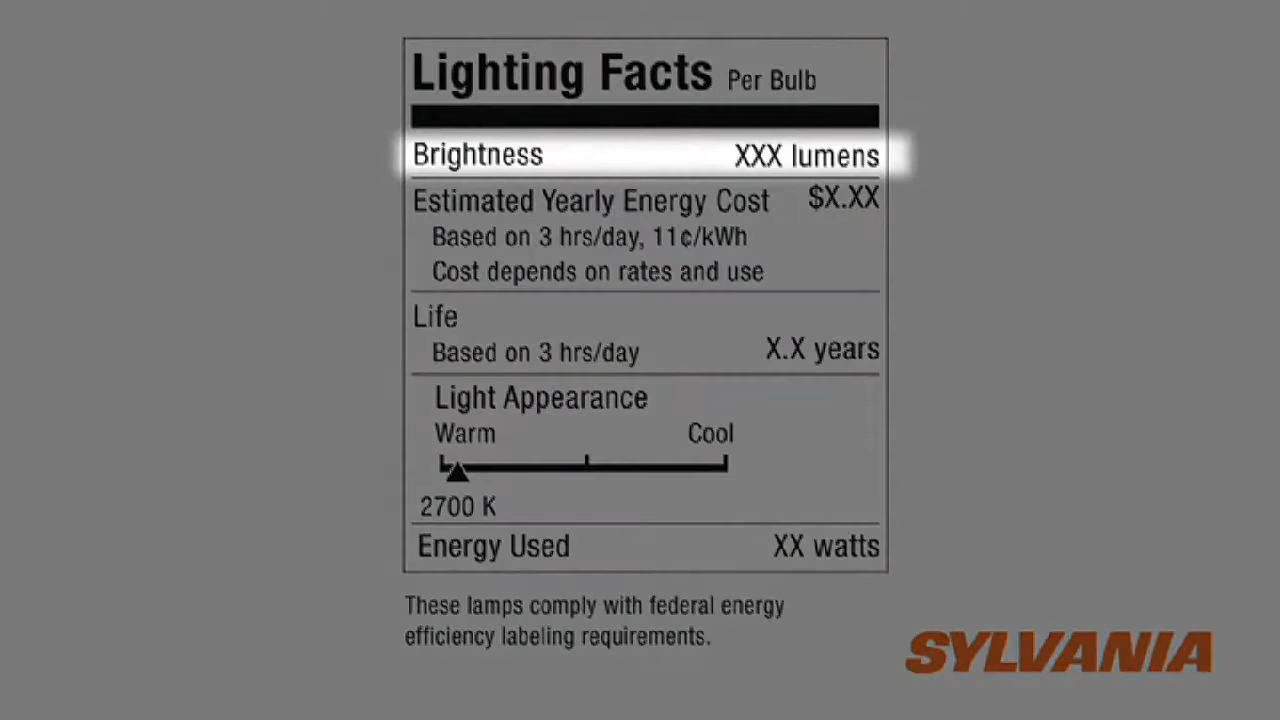 Lighting Facts Per Bulb
Brightness XXX lumens
Estimated Yearly Energy Cost $X.XX
Based on 3 hrs/day, 11¢/kWh
Cost depends on rates and use
Life
Based on 3 hrs/day X.X years
Light Appearance
Warm Cool
2700 K
Energy Used XX watts
These lamps comply with federal energy
efficiency labeling requirements.
SYLVANIA